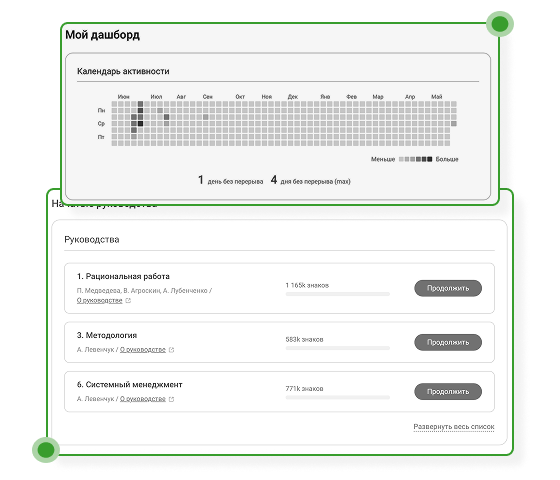 Мой дашборд
Календарь активности
Июн Июл Авг Сен Окт Ноя Дек Янв Фев Мар Апр Май
Пн
Ср
Пт
Меньше Больше
1 день без перерыва 4 дня без перерыва (max)
Руководства
1. Рациональная работа
П. Медведева, В. Агроскин, А. Лубенченко /
О руководстве
1 165k знаков
Продолжить
3. Методология
А. Левенчук / О руководстве
583k знаков
Продолжить
6. Системный менеджмент
А. Левенчук / О руководстве
771k знаков
Продолжить
Развернуть весь список